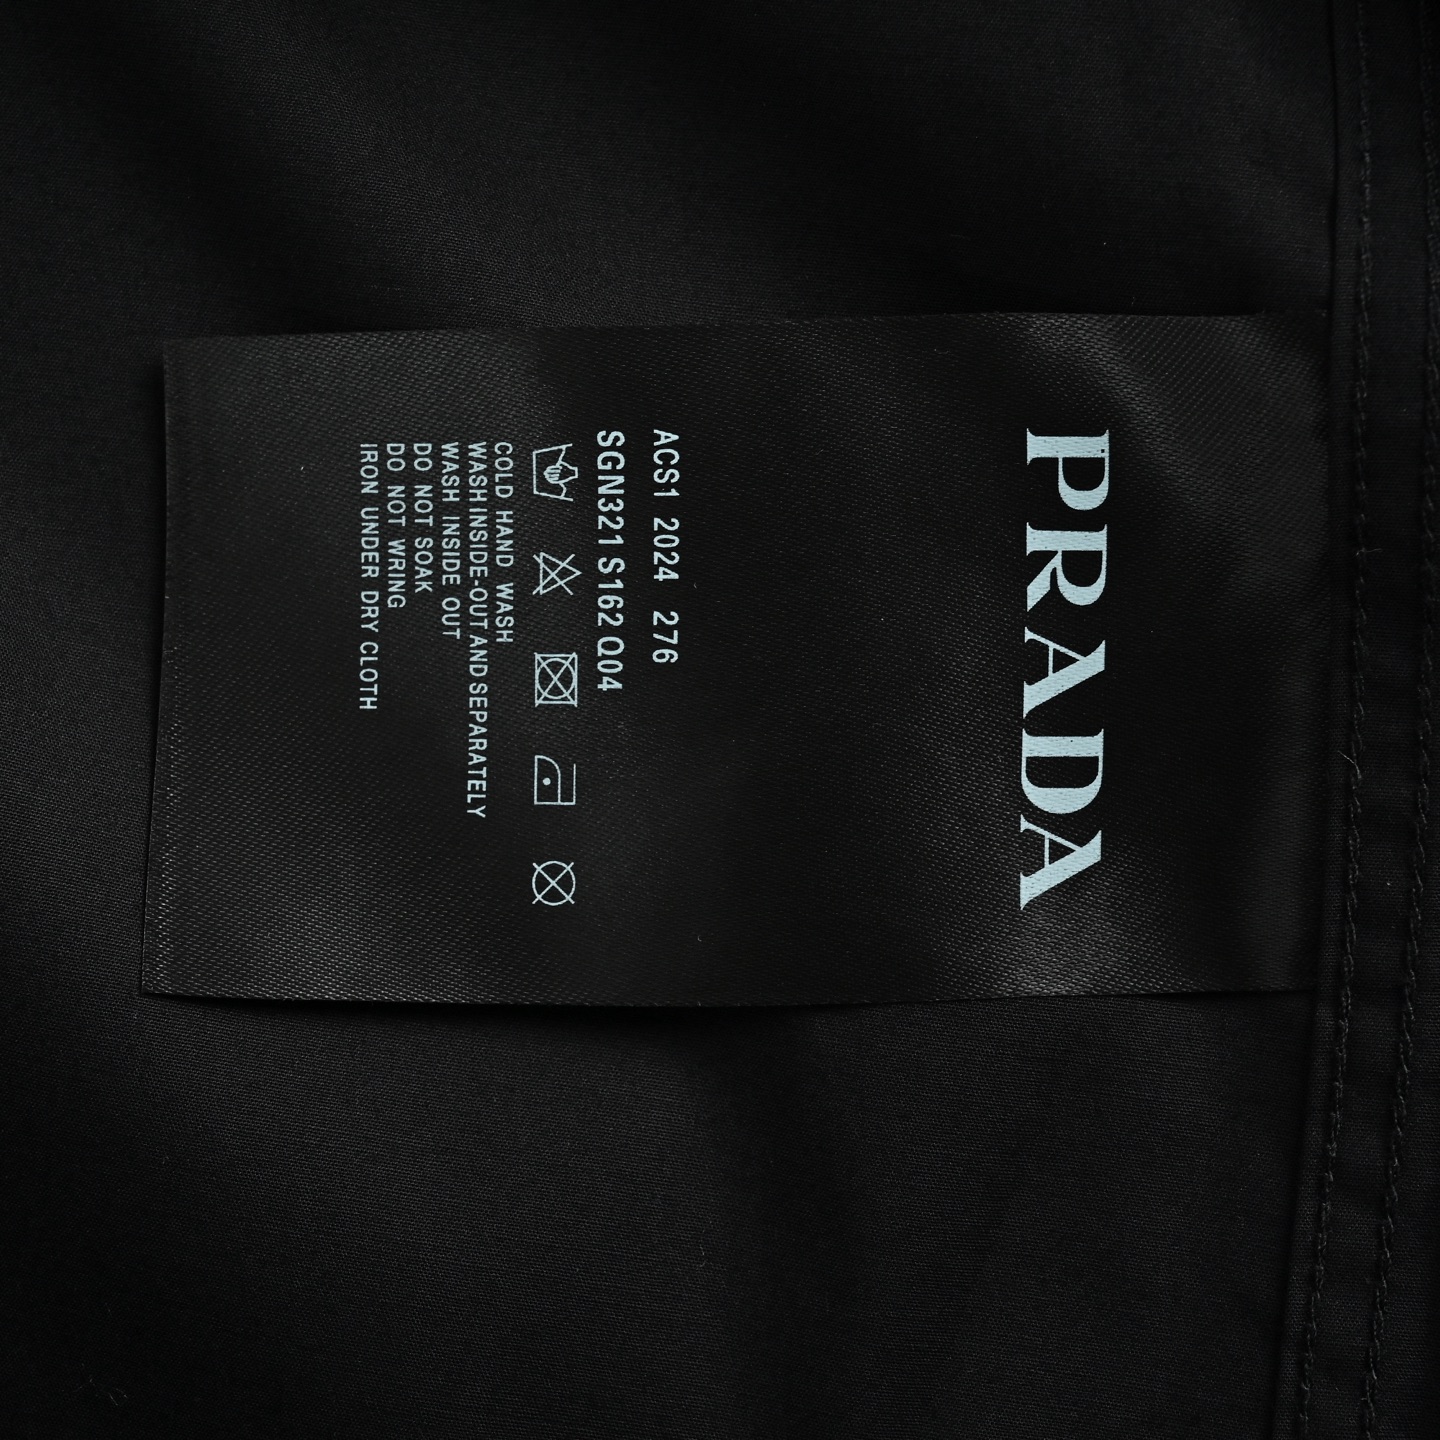 PRADA
ACS1 2024 276
SGN321 S162 Q04
COLD HAND WASH
WASH INSIDE-OUT AND SEPARATELY
WASH INSIDE OUT
DO NOT SOAK
DO NOT WRING
IRON UNDER DRY CLOTH